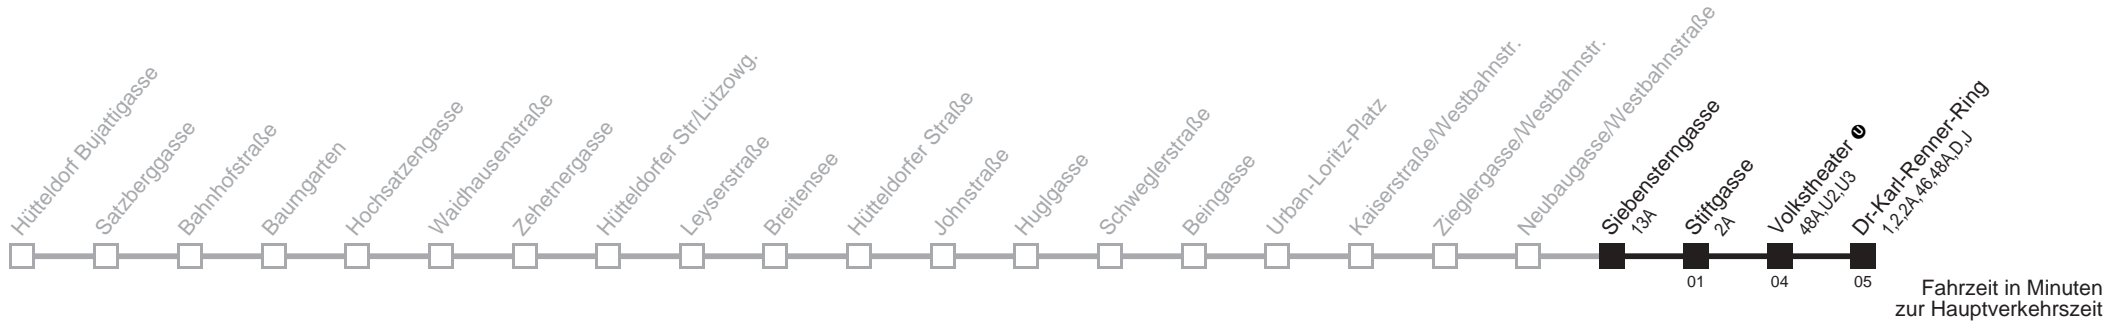 Hütteldorf Bujattigasse
Satzberggasse
Bahnhofstraße
Baumgarten
Hochsatzengasse
Waidhausenstraße
Zehetnergasse
Hütteldorfer Str/Lützowg.
Leyserstraße
Breitensee
Hütteldorfer Straße
Johnstraße
Huglgasse
Schweglerstraße
Beingasse
Urban-Loritz-Platz
Kaiserstraße/Westbahnstr.
Zieglergasse/Westbahnstr.
Neubaugasse/Westbahnstraße
Siebensterngasse
13A
Stiftgasse
2A
Volkstheater U
48A,U2,U3
Dr-Karl-Renner-Ring
1,2,2A,46,48A,D,J
01
04
05
Fahrzeit in Minuten
zur Hauptverkehrszeit